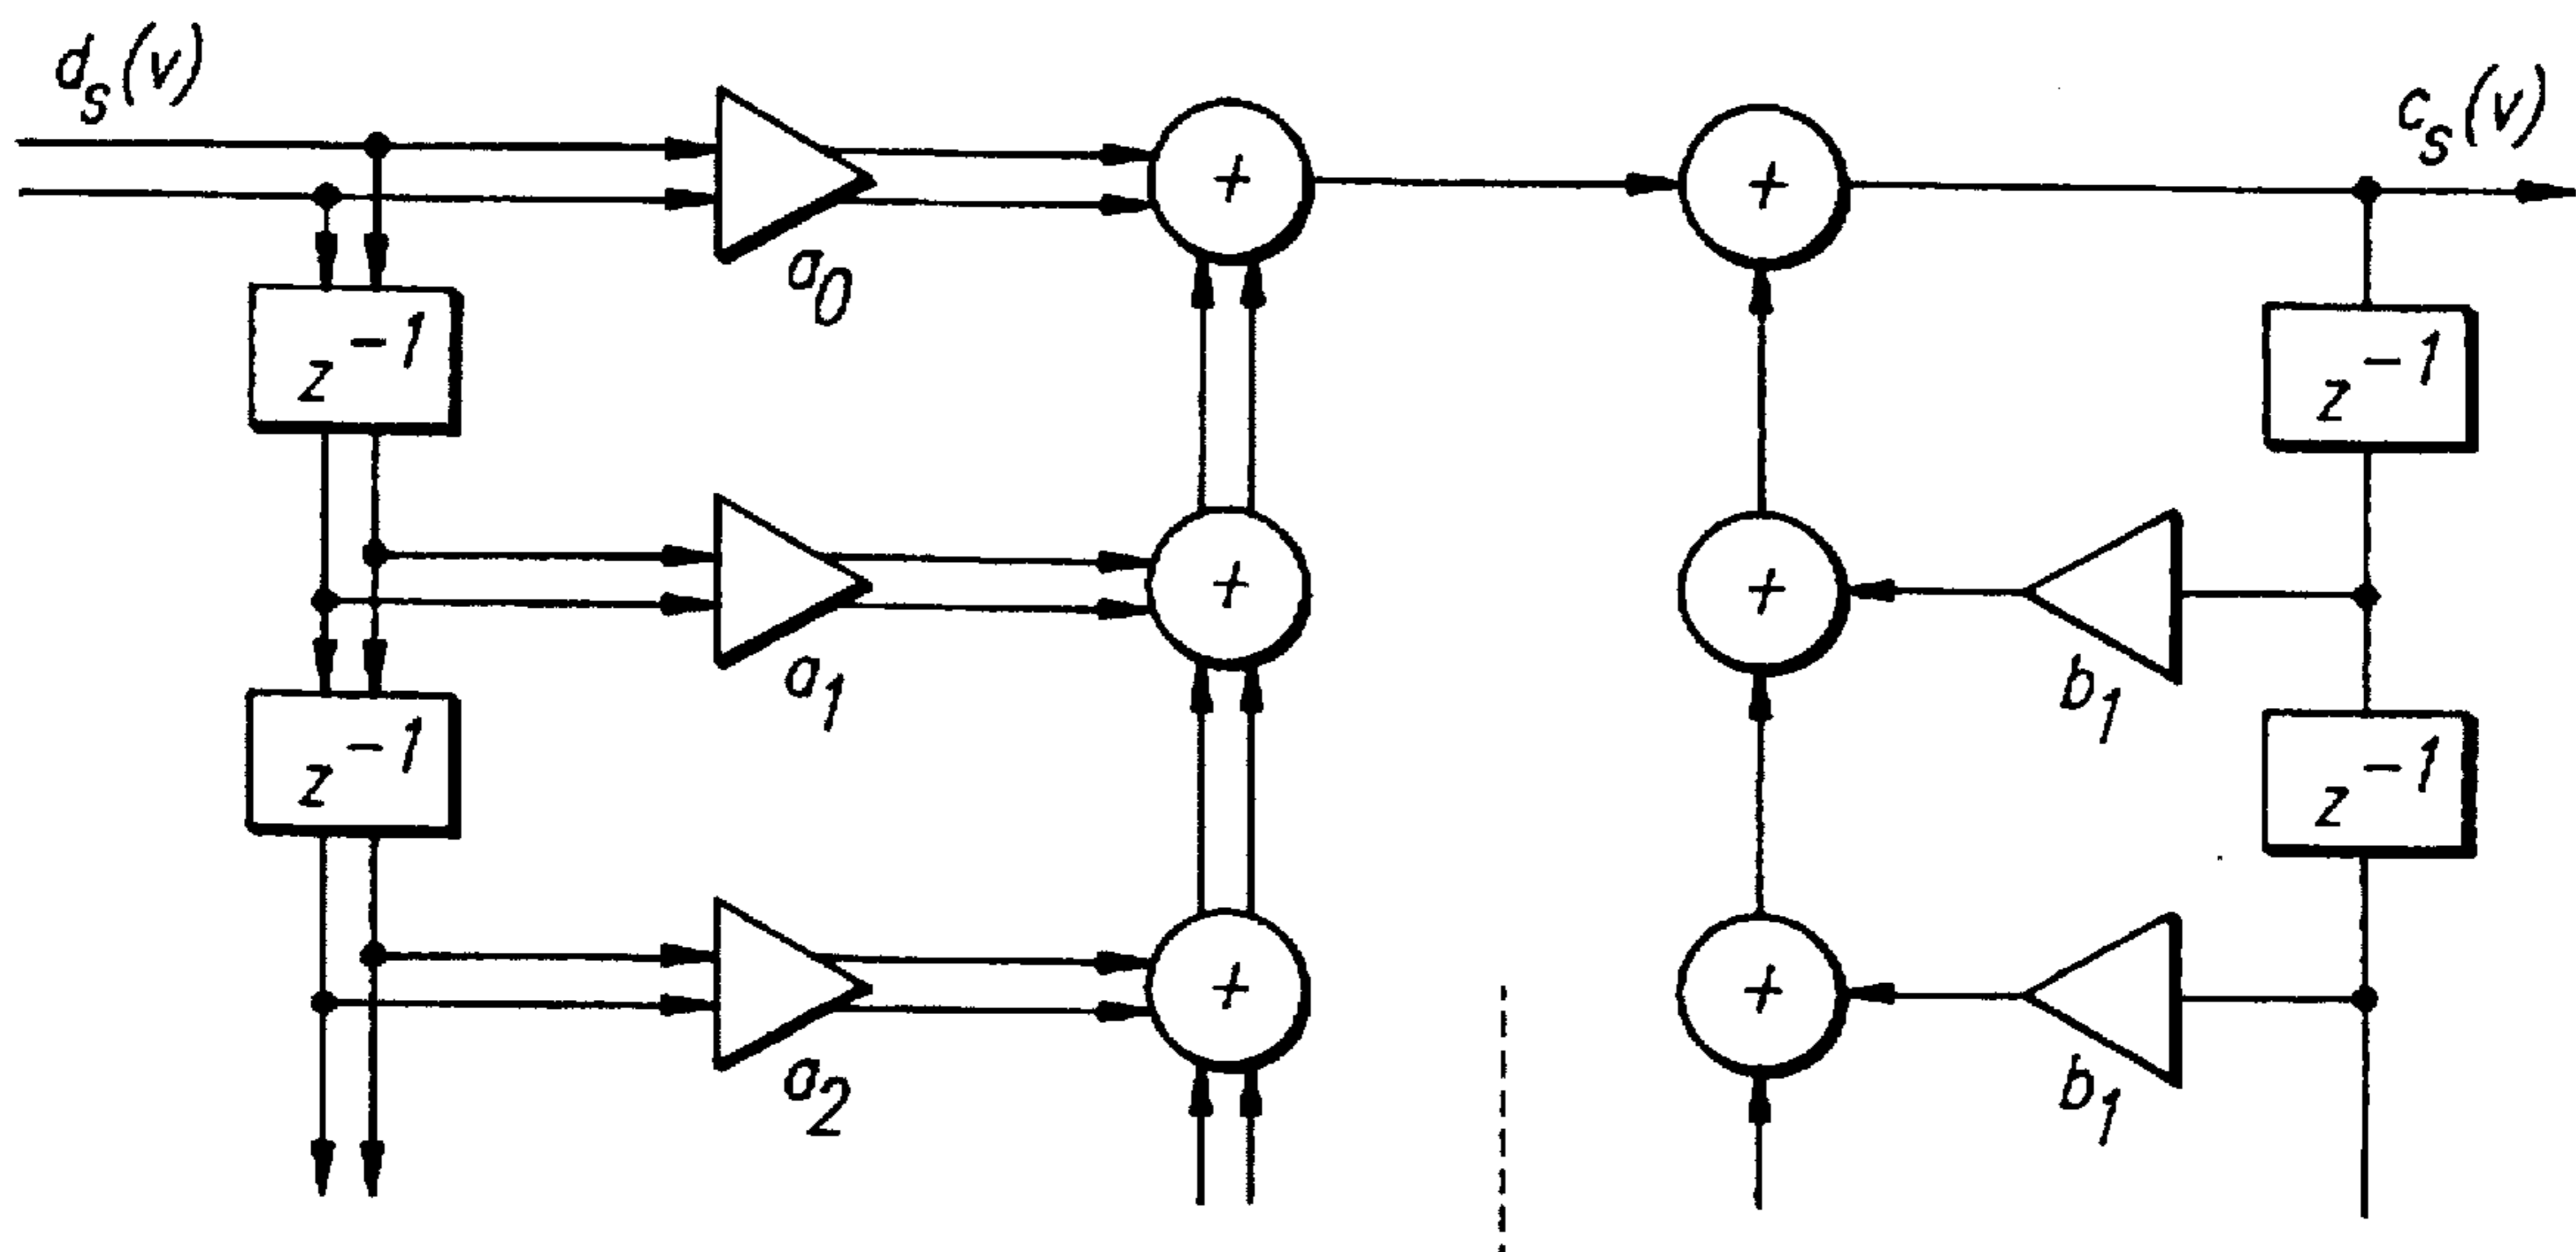 d_s(v)
c_s(v)
+
+
a_0
z^-1
z^-1
+
+
a_1
b_1
z^-1
z^-1
+
+
a_2
b_1